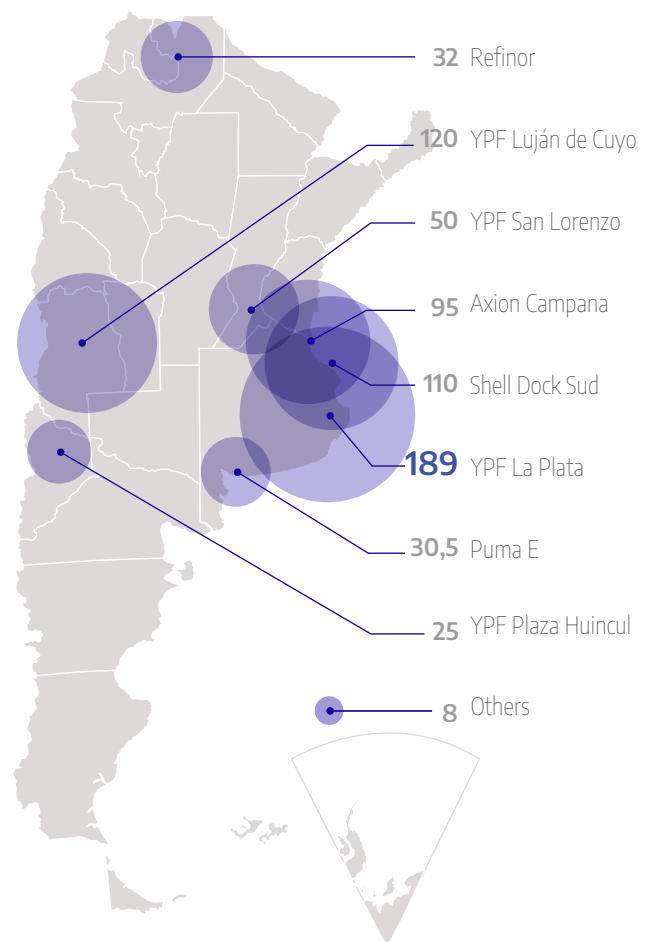 32 Refinor
120 YPF Luján de Cuyo
50 YPF San Lorenzo
95 Axion Campana
110 Shell Dock Sud
189 YPF La Plata
30,5 Puma E
25 YPF Plaza Huincul
8 Others